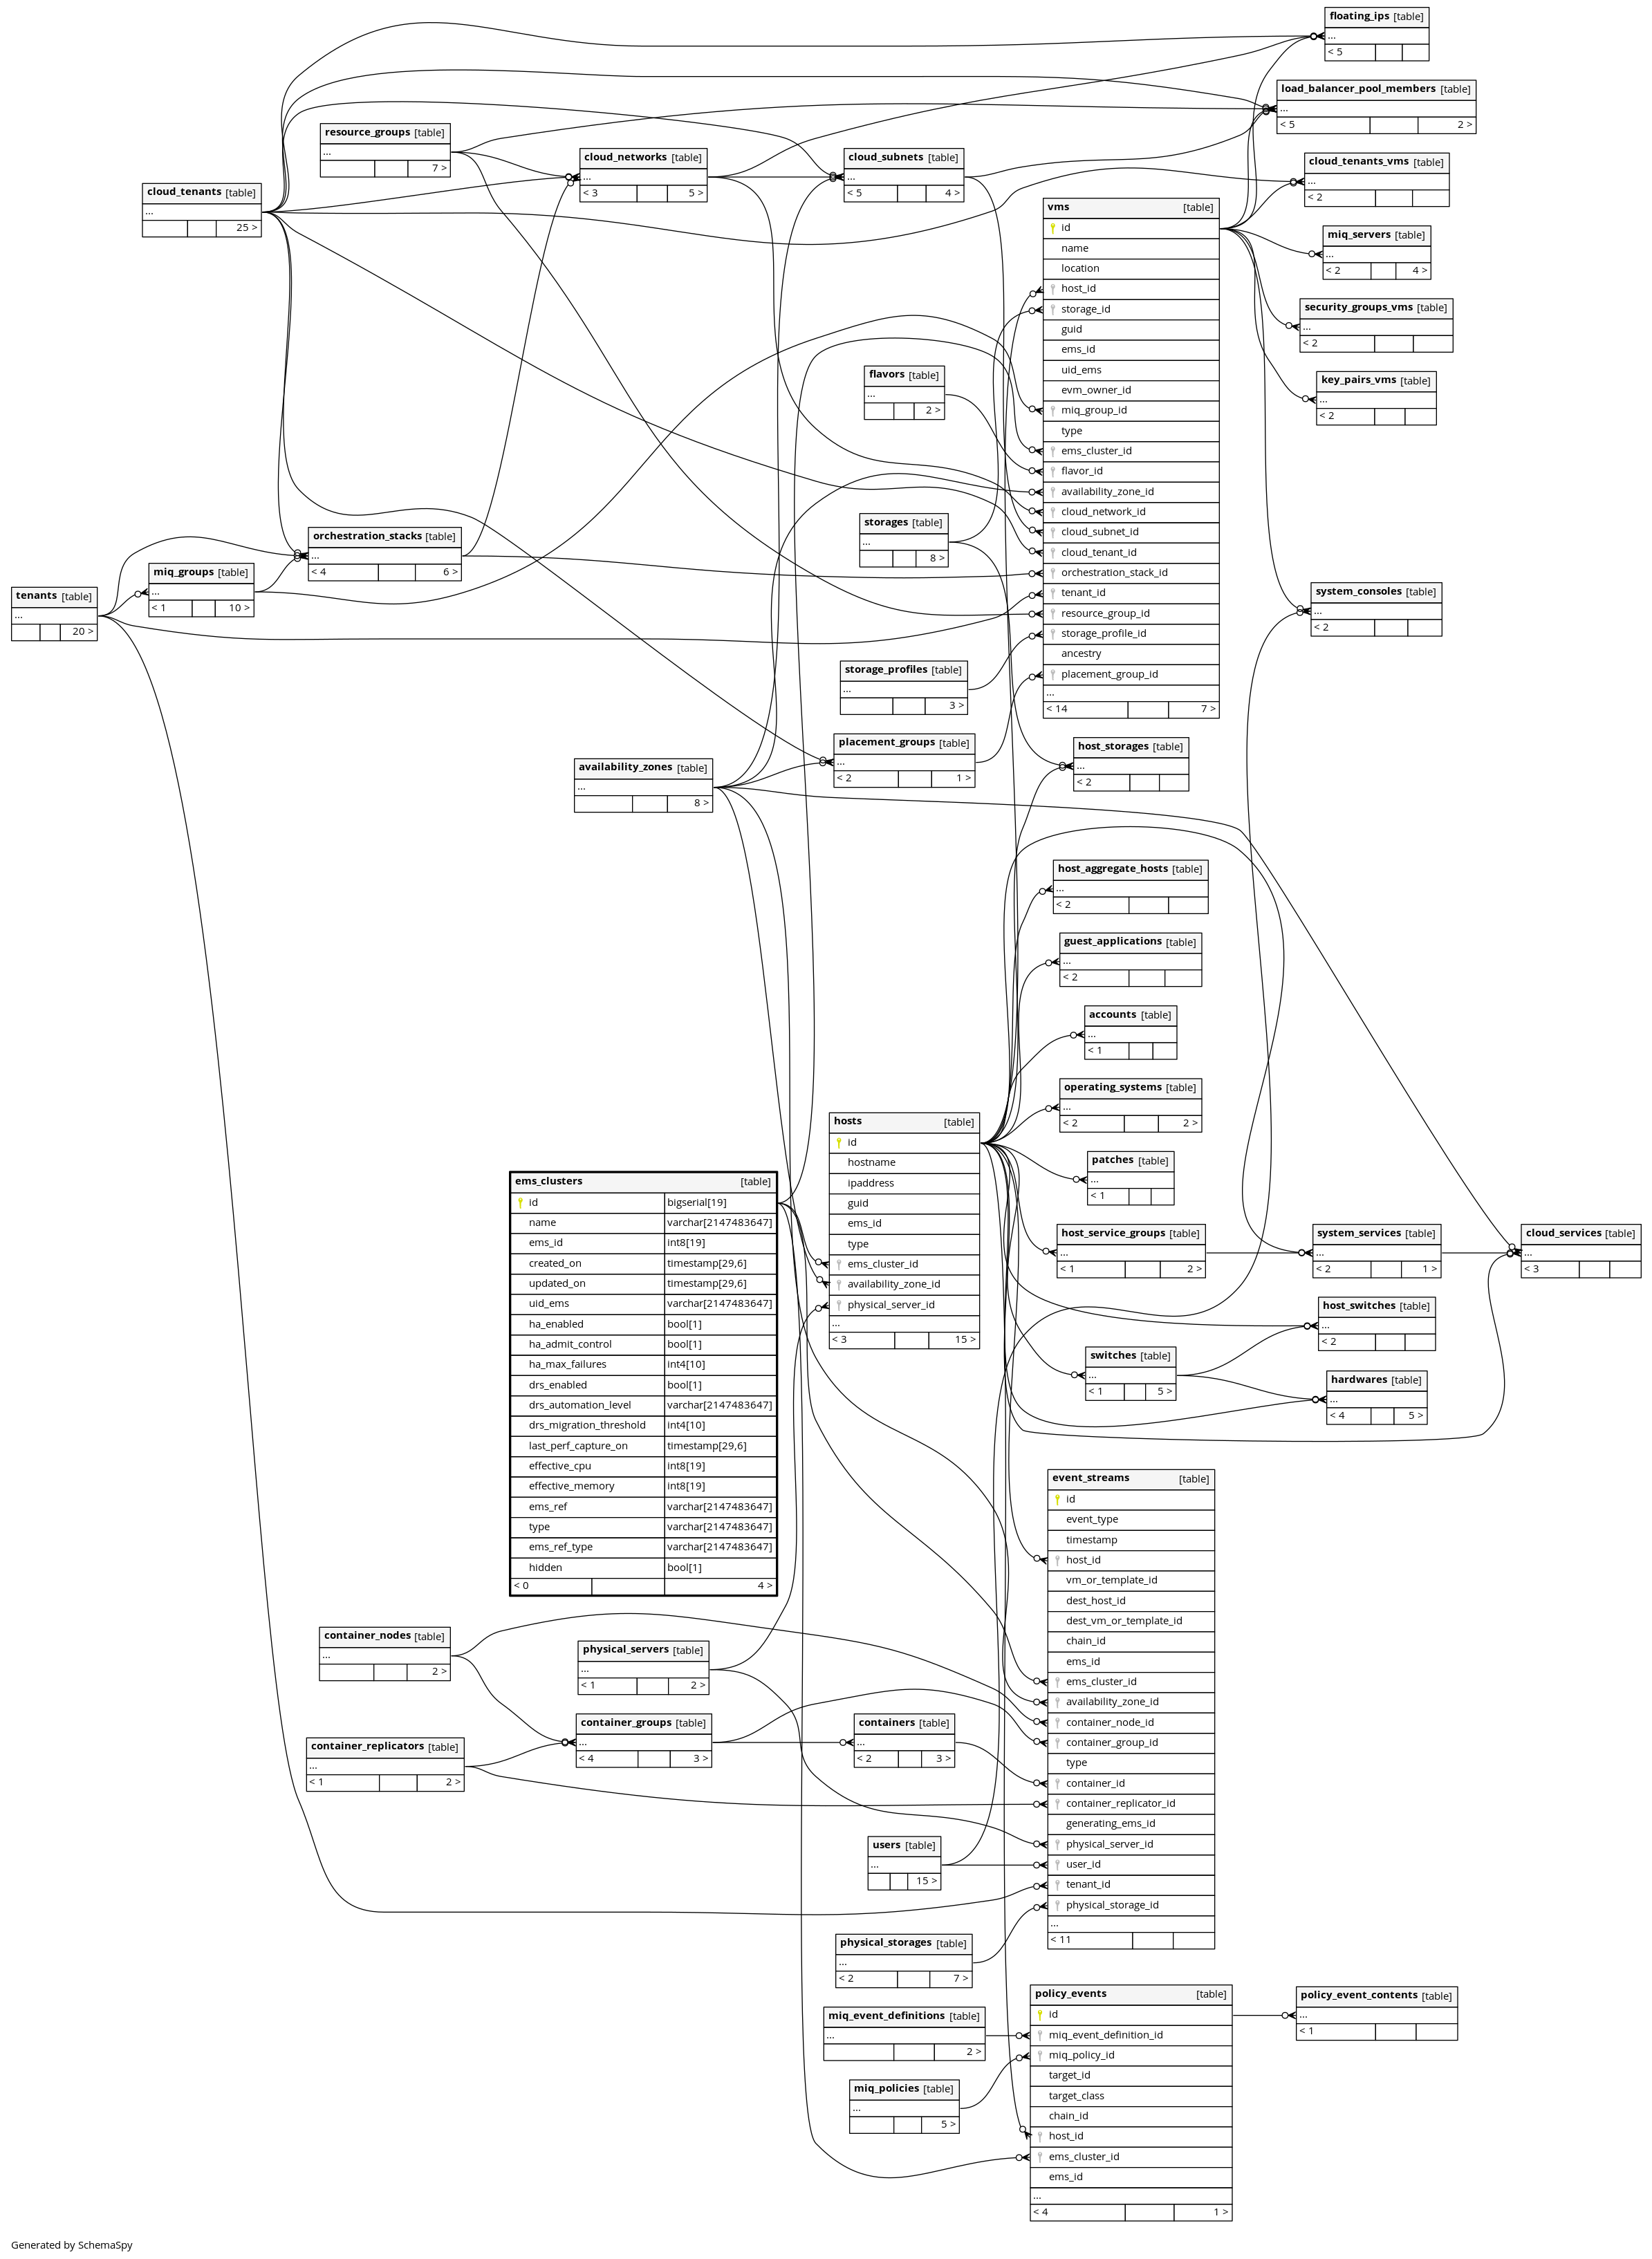 floating_ips [table]
...
< 5
load_balancer_pool_members [table]
...
< 5 2 >
resource_groups [table]
...
7 >
cloud_networks [table]
...
< 3 5 >
cloud_subnets [table]
...
< 5 4 >
cloud_tenants_vms [table]
...
< 2
cloud_tenants [table]
...
25 >
vms [table]
id
name
location
host_id
storage_id
guid
ems_id
uid_ems
evm_owner_id
miq_group_id
type
ems_cluster_id
flavor_id
availability_zone_id
cloud_network_id
cloud_subnet_id
cloud_tenant_id
orchestration_stack_id
tenant_id
resource_group_id
storage_profile_id
ancestry
placement_group_id
...
< 14 7 >
miq_servers [table]
...
< 2 4 >
security_groups_vms [table]
...
< 2
flavors [table]
...
2 >
key_pairs_vms [table]
...
< 2
storages [table]
...
8 >
orchestration_stacks [table]
...
< 4 6 >
miq_groups [table]
...
< 1 10 >
tenants [table]
...
20 >
system_consoles [table]
...
< 2
storage_profiles [table]
...
3 >
placement_groups [table]
...
< 2 1 >
host_storages [table]
...
< 2
availability_zones [table]
...
8 >
host_aggregate_hosts [table]
...
< 2
guest_applications [table]
...
< 2
accounts [table]
...
< 1
operating_systems [table]
...
< 2 2 >
hosts [table]
id
hostname
ipaddress
guid
ems_id
type
ems_cluster_id
availability_zone_id
physical_server_id
...
< 3 15 >
patches [table]
...
< 1
ems_clusters [table]
id bigserial[19]
name varchar[2147483647]
ems_id int8[19]
created_on timestamp[29,6]
updated_on timestamp[29,6]
uid_ems varchar[2147483647]
ha_enabled bool[1]
ha_admit_control bool[1]
ha_max_failures int4[10]
drs_enabled bool[1]
drs_automation_level varchar[2147483647]
drs_migration_threshold int4[10]
last_perf_capture_on timestamp[29,6]
effective_cpu int8[19]
effective_memory int8[19]
ems_ref varchar[2147483647]
type varchar[2147483647]
ems_ref_type varchar[2147483647]
hidden bool[1]
< 0 4 >
host_service_groups [table]
...
< 1 2 >
system_services [table]
...
< 2 1 >
cloud_services [table]
...
< 3
host_switches [table]
...
< 2
switches [table]
...
< 1 5 >
hardwares [table]
...
< 4 5 >
event_streams [table]
id
event_type
timestamp
host_id
vm_or_template_id
dest_host_id
dest_vm_or_template_id
chain_id
ems_id
ems_cluster_id
availability_zone_id
container_node_id
container_group_id
type
container_id
container_replicator_id
generating_ems_id
physical_server_id
user_id
tenant_id
physical_storage_id
...
< 11
container_nodes [table]
...
2 >
physical_servers [table]
...
< 1 2 >
container_groups [table]
...
< 4 3 >
containers [table]
...
< 2 3 >
container_replicators [table]
...
< 1 2 >
users [table]
...
15 >
physical_storages [table]
...
< 2 7 >
policy_events [table]
id
miq_event_definition_id
miq_policy_id
target_id
target_class
chain_id
host_id
ems_cluster_id
ems_id
...
< 4 1 >
policy_event_contents [table]
...
< 1
miq_event_definitions [table]
...
2 >
miq_policies [table]
...
5 >
Generated by SchemaSpy